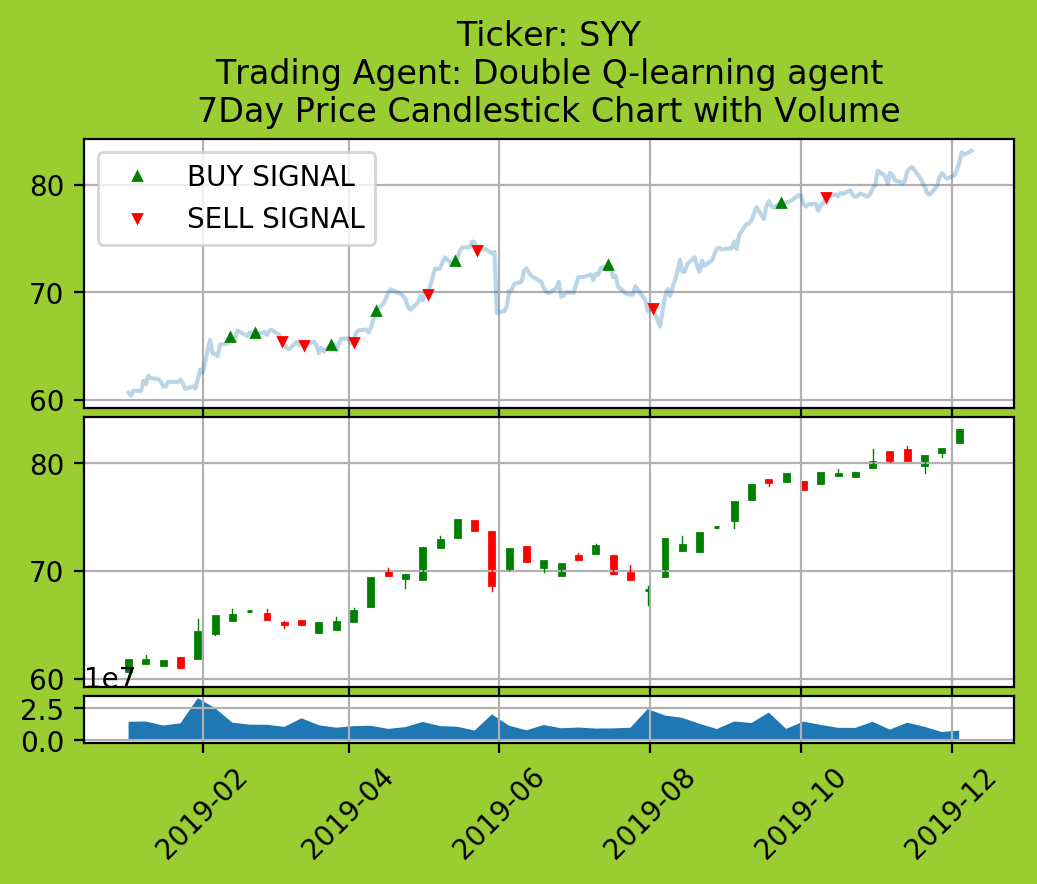 Ticker: SYY
Trading Agent: Double Q-learning agent
7Day Price Candlestick Chart with Volume
BUY SIGNAL
SELL SIGNAL
80
70
60
80
70
60
1e7
2.5
0.0
2019-02
2019-04
2019-06
2019-08
2019-10
2019-12